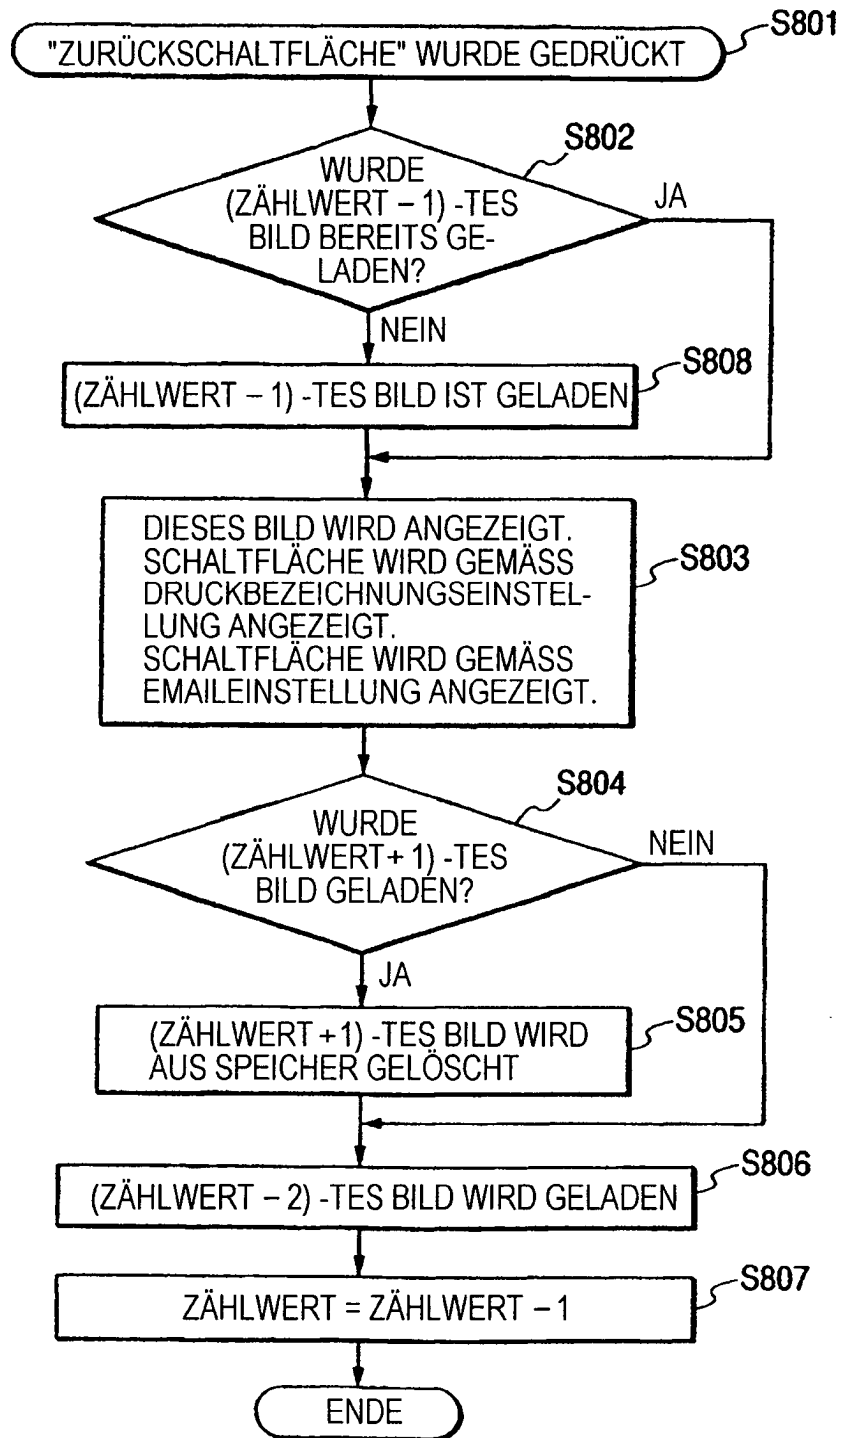 S801
"ZURÜCKSCHALTFLÄCHE" WURDE GEDRÜCKT
S802
WURDE
(ZÄHLWERT – 1) -TES
BILD BEREITS GE-
LADEN?
JA
NEIN
S808
(ZÄHLWERT – 1) -TES BILD IST GELADEN
DIESES BILD WIRD ANGEZEIGT.
SCHALTFLÄCHE WIRD GEMÄSS
DRUCKBEZEICHNUNGSEINSTEL-
LUNG ANGEZEIGT.
SCHALTFLÄCHE WIRD GEMÄSS
EMAILEINSTELLUNG ANGEZEIGT.
S803
S804
WURDE
(ZÄHLWERT+ 1) -TES
BILD GELADEN?
NEIN
JA
S805
(ZÄHLWERT +1) -TES BILD WIRD
AUS SPEICHER GELÖSCHT
S806
(ZÄHLWERT – 2) -TES BILD WIRD GELADEN
S807
ZÄHLWERT = ZÄHLWERT – 1
ENDE